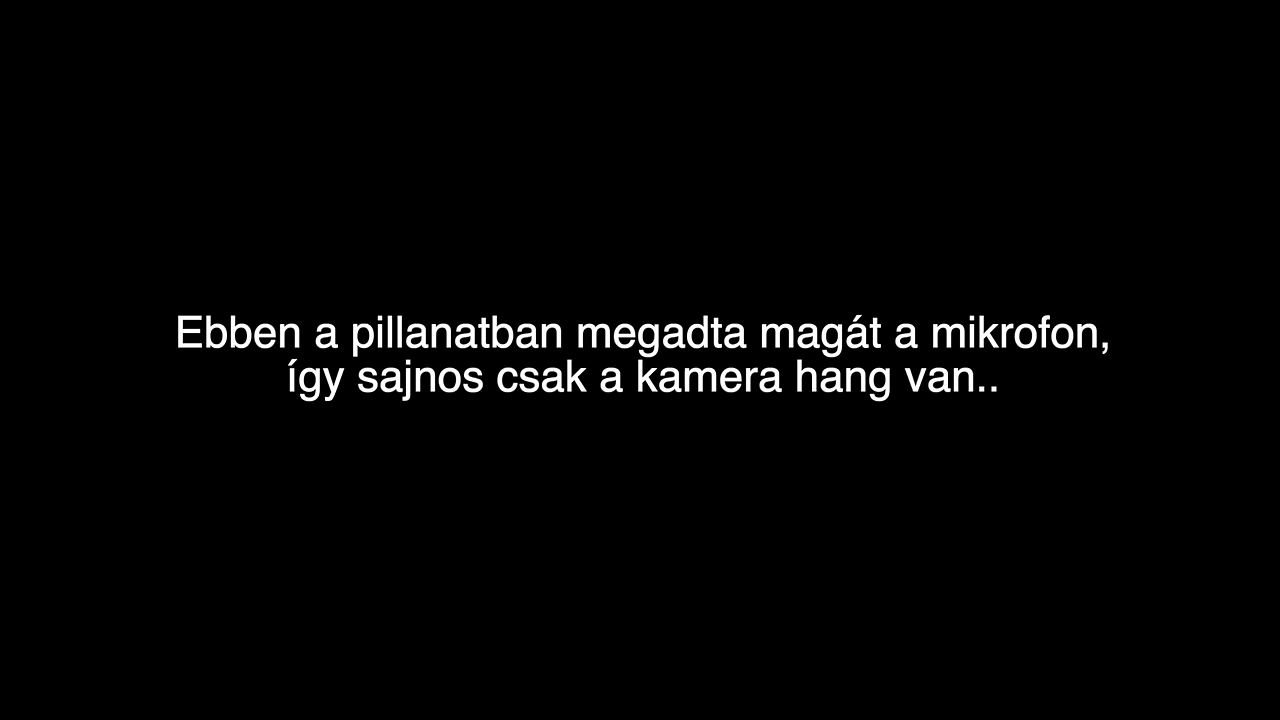 Ebben a pillanatban megadta magát a mikrofon,
így sajnos csak a kamera hang van..